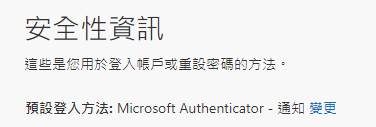 安全性資訊
這些是您用於登入帳戶或重設密碼的方法。
預設登入方法: Microsoft Authenticator - 通知 變更